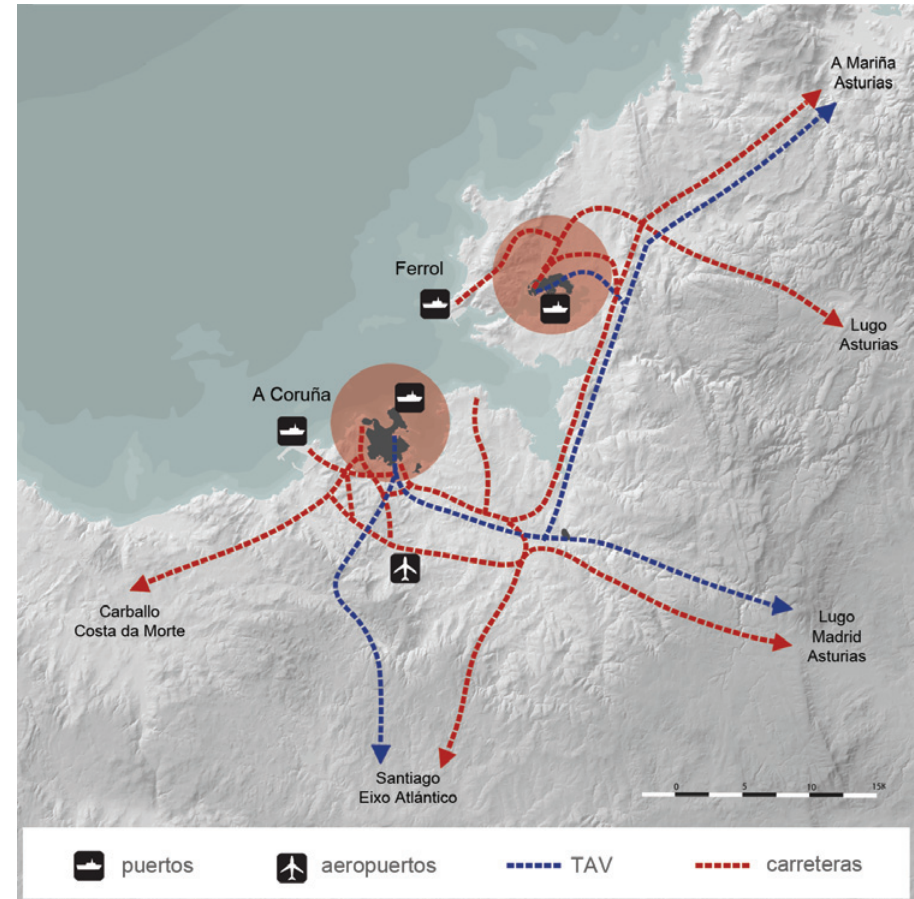 A Mariña
Asturias
Ferrol
Lugo
Asturias
A Coruña
Carballo
Costa da Morte
Lugo
Madrid
Asturias
Santiago
Eixo Atlántico
0 5 10 15K
puertos aeropuertos TAV carreteras